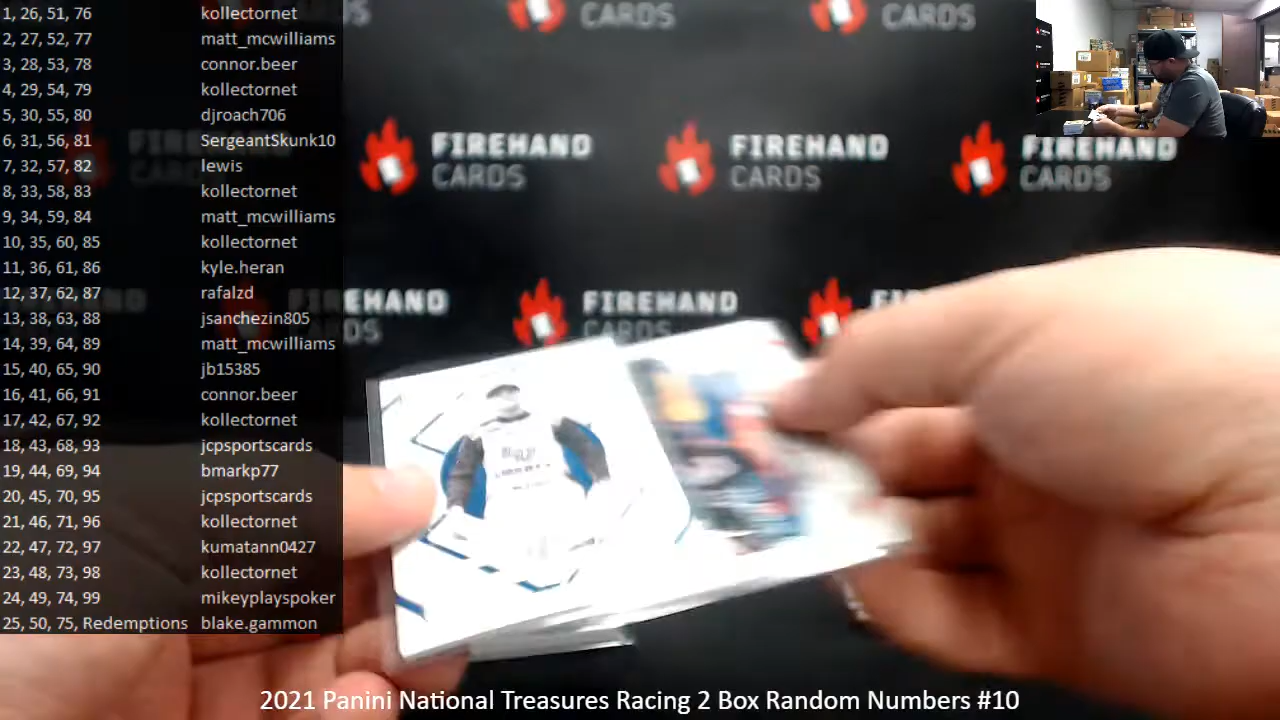 1, 26, 51, 76 kollectornet
2, 27, 52, 77 matt_mcwilliams
3, 28, 53, 78 connor.beer
4, 29, 54, 79 kollectornet
5, 30, 55, 80 djroach706
6, 31, 56, 81 SergeantSkunk10
7, 32, 57, 82 lewis
8, 33, 58, 83 kollectornet
9, 34, 59, 84 matt_mcwilliams
10, 35, 60, 85 kollectornet
11, 36, 61, 86 kyle.heran
12, 37, 62, 87 rafalzd
13, 38, 63, 88 jsanchezin805
14, 39, 64, 89 matt_mcwilliams
15, 40, 65, 90 jb15385
16, 41, 66, 91 connor.beer
17, 42, 67, 92 kollectornet
18, 43, 68, 93 jcpsportscards
19, 44, 69, 94 bmarkp77
20, 45, 70, 95 jcpsportscards
21, 46, 71, 96 kollectornet
22, 47, 72, 97 kumatann0427
23, 48, 73, 98 kollectornet
24, 49, 74, 99 mikeyplayspoker
25, 50, 75, Redemptions blake.gammon
CARDS
CARDS
FIREHAND
CARDS
FIREHAND
CARDS
FIREHAND
CARDS
FIREHAND
FIREHAND
CARDS
2021 Panini National Treasures Racing 2 Box Random Numbers #10